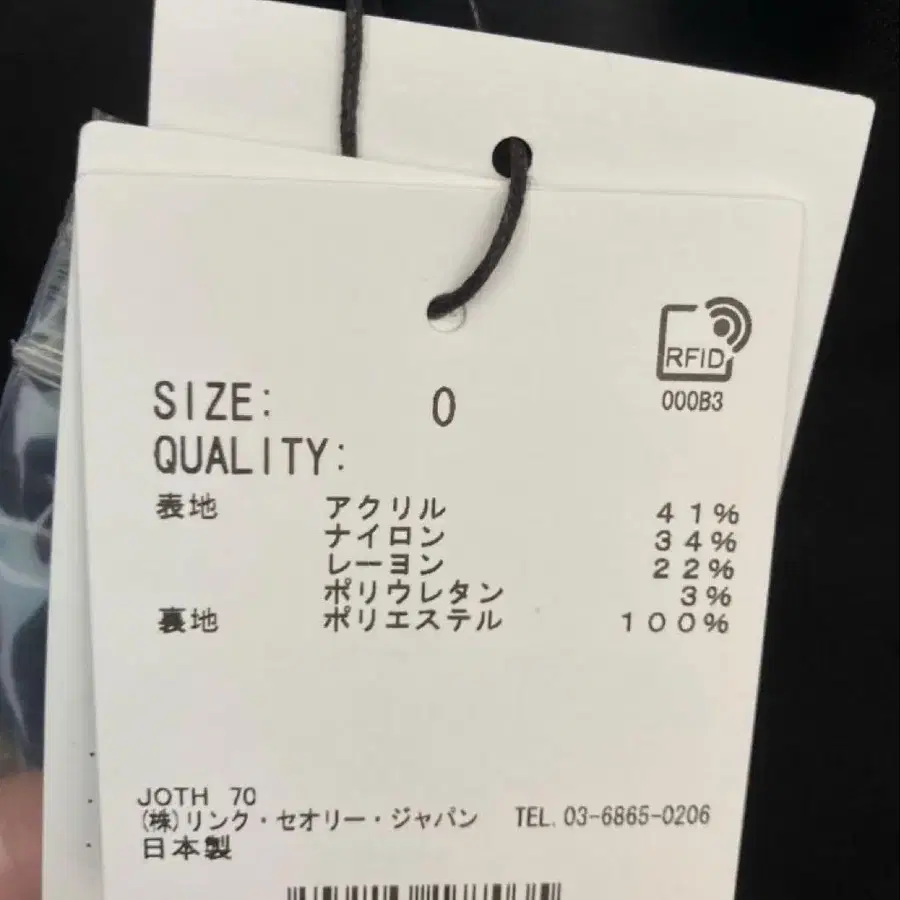 RFID
000B3
SIZE: 0
QUALITY:
表地 アクリル 41%
ナイロン 34%
レーヨン 22%
ポリウレタン 3%
裏地 ポリエステル 100%
JOTH 70
(株)リンク・セオリー・ジャパン TEL. 03-6865-0206
日本製